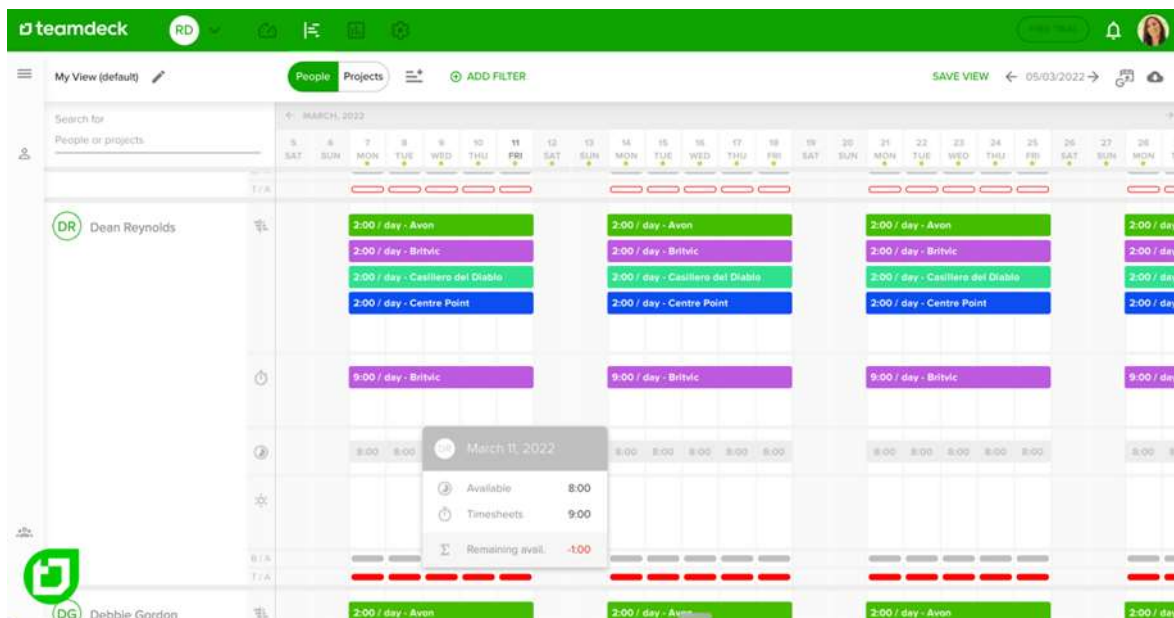 teamdeck RD
My View (default) People Projects ADD FILTER SAVE VIEW 05/03/2022
Search for
People or projects
MARCH, 2022
5 6 7 8 9 10 11 12 13 14 15 16 17 18 19 20 21 22 23 24 25 26 27 28
SAT SUN MON TUE WED THU FRI SAT SUN MON TUE WED THU FRI SAT SUN MON TUE WED THU FRI SAT SUN MON
T / A
DR Dean Reynolds
2:00 / day - Avon 2:00 / day - Avon 2:00 / day - Avon 2:00 / day
2:00 / day - Britvic 2:00 / day - Britvic 2:00 / day - Britvic 2:00 / day
2:00 / day - Casillero del Diablo 2:00 / day - Casillero del Diablo 2:00 / day - Casillero del Diablo 2:00 / day
2:00 / day - Centre Point 2:00 / day - Centre Point 2:00 / day - Centre Point 2:00 / day
9:00 / day - Britvic 9:00 / day - Britvic 9:00 / day - Britvic 9:00 / day
8:00 8:00 8:00 8:00 8:00 8:00 8:00 8:00 8:00 8:00 8:00 8:00 8:00
DR March 11, 2022
Available 8:00
Timesheets 9:00
Remaining avail. -1:00
B / A
T / A
DG Debbie Gordon 2:00 / day - Avon 2:00 / day - Avon 2:00 / day - Avon 2:00 / day